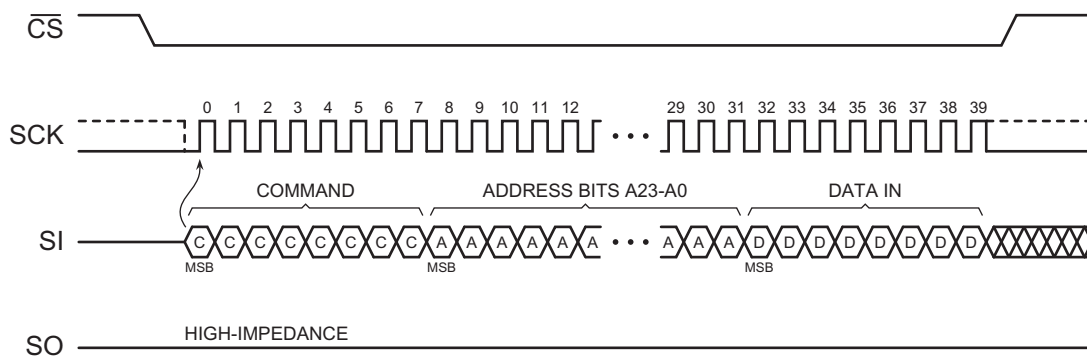 CS
0 1 2 3 4 5 6 7 8 9 10 11 12 29 30 31 32 33 34 35 36 37 38 39
SCK
COMMAND ADDRESS BITS A23-A0 DATA IN
SI C C C C C C C C A A A A A A A A A D D D D D D D D
MSB MSB MSB
HIGH-IMPEDANCE
SO